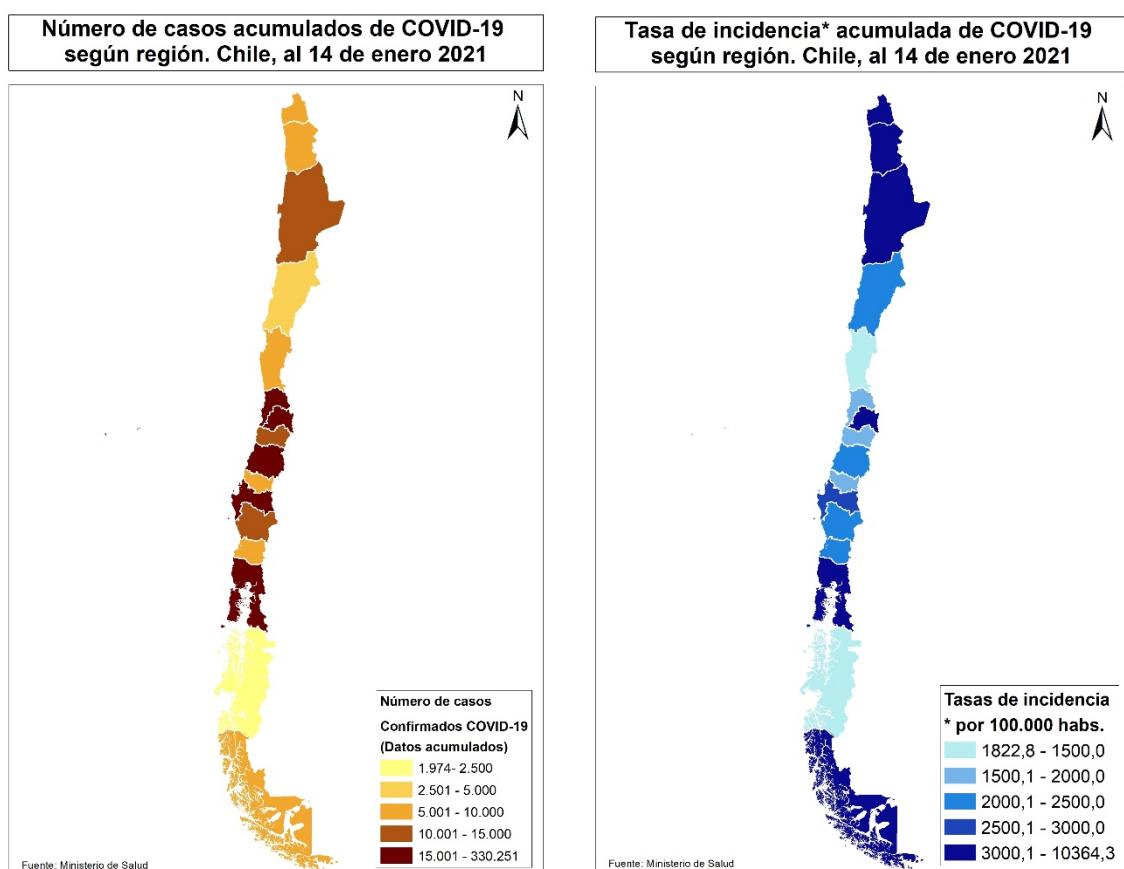 Número de casos acumulados de COVID-19
según región. Chile, al 14 de enero 2021
N
Número de casos
Confirmados COVID-19
(Datos acumulados)
1.974- 2.500
2.501 - 5.000
5.001 - 10.000
10.001 - 15.000
15.001 - 330.251
Fuente: Ministerio de Salud
Tasa de incidencia* acumulada de COVID-19
según región. Chile, al 14 de enero 2021
N
Tasas de incidencia
* por 100.000 habs.
1822,8 - 1500,0
1500,1 - 2000,0
2000,1 - 2500,0
2500,1 - 3000,0
3000,1 - 10364,3
Fuente: Ministerio de Salud